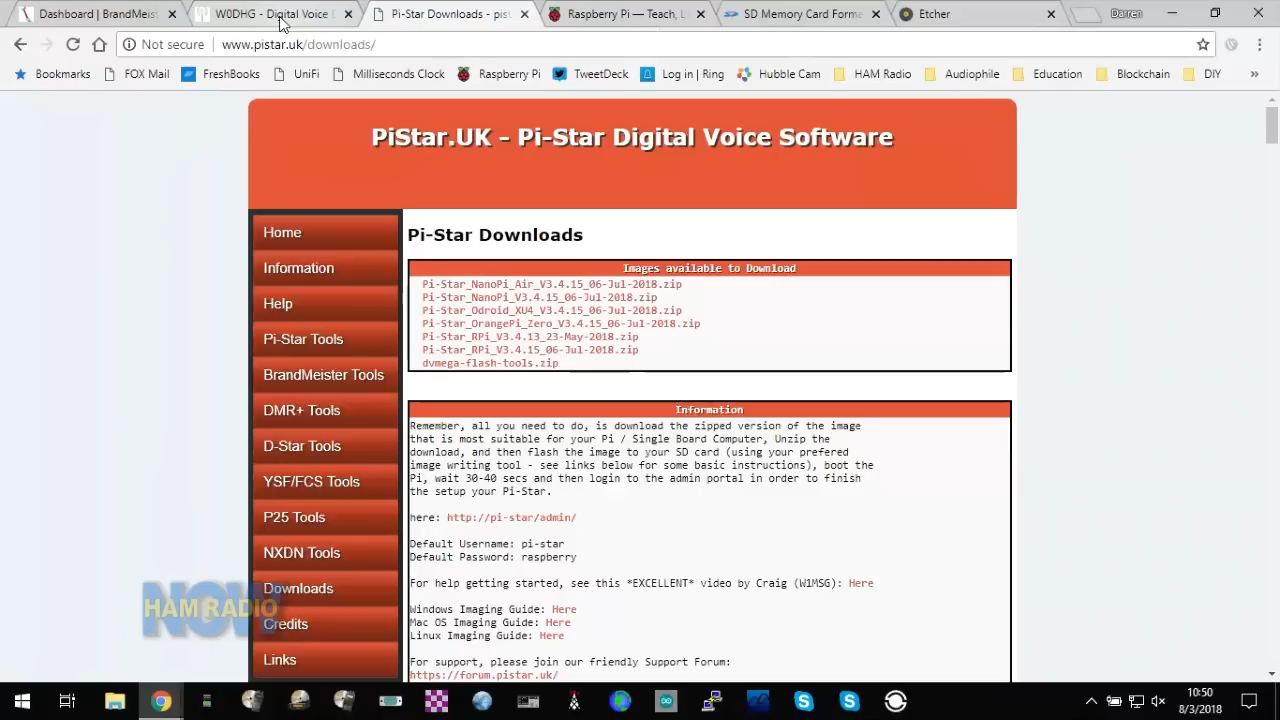 Dashboard | BrandMeist
W0DHG - Digital Voice
Pi-Star Downloads - pist
Raspberry Pi — Teach, L
SD Memory Card Forma
Etcher
Darren
Not secure
www.pistar.uk/downloads/
Bookmarks
FOX Mail
FreshBooks
UniFi
Milliseconds Clock
Raspberry Pi
TweetDeck
Log in | Ring
Hubble Cam
HAM Radio
Audiophile
Education
Blockchain
DIY
»
PiStar.UK - Pi-Star Digital Voice Software
Home
Information
Help
Pi-Star Tools
BrandMeister Tools
DMR+ Tools
D-Star Tools
YSF/FCS Tools
P25 Tools
NXDN Tools
Downloads
Credits
Links
Pi-Star Downloads
Images available to Download
Pi-Star_NanoPi_Air_V3.4.15_06-Jul-2018.zip
Pi-Star_NanoPi_V3.4.15_06-Jul-2018.zip
Pi-Star_Odroid_XU4_V3.4.15_06-Jul-2018.zip
Pi-Star_OrangePi_Zero_V3.4.15_06-Jul-2018.zip
Pi-Star_RPi_V3.4.13_23-May-2018.zip
Pi-Star_RPi_V3.4.15_06-Jul-2018.zip
dvmega-flash-tools.zip
Information
Remember, all you need to do, is download the zipped version of the image
that is most suitable for your Pi / Single Board Computer, Unzip the
download, and then flash the image to your SD card (using your prefered
image writing tool - see links below for some basic instructions), boot the
Pi, wait 30-40 secs and then login to the admin portal in order to finish
the setup your Pi-Star.
here: http://pi-star/admin/
Default Username: pi-star
Default Password: raspberry
For help getting started, see this *EXCELLENT* video by Craig (W1MSG): Here
Windows Imaging Guide: Here
Mac OS Imaging Guide: Here
Linux Imaging Guide: Here
For support, please join our friendly Support Forum:
https://forum.pistar.uk/
HAM RADIO
NOW
10:50
8/3/2018